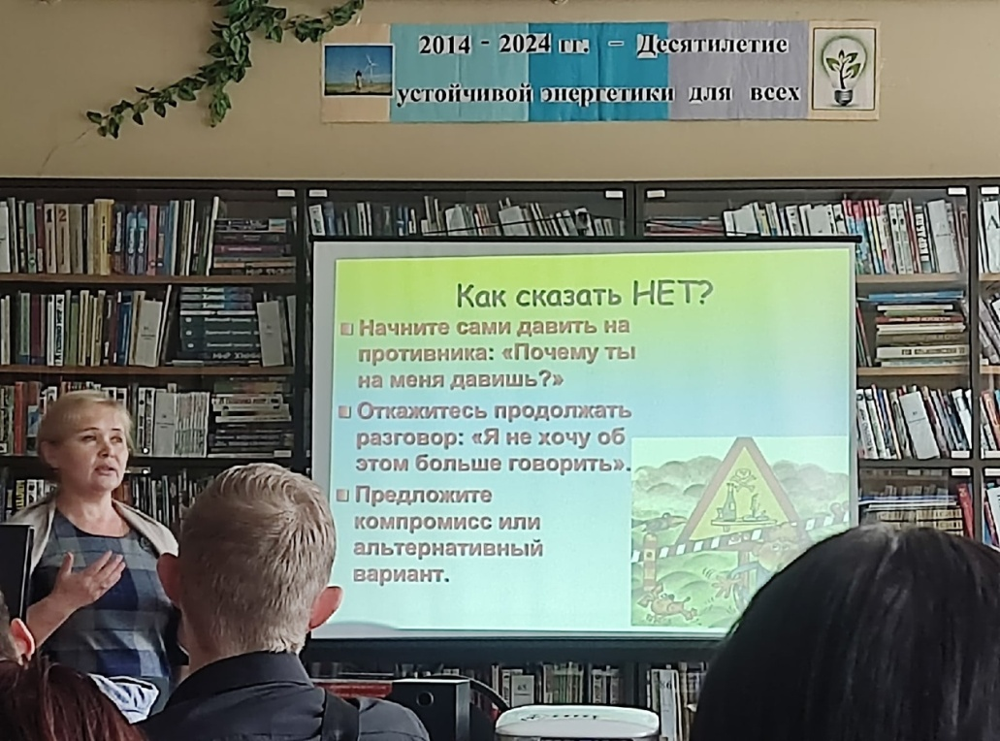 2014 - 2024 гг. – Десятилетие
устойчивой энергетики для всех
Как сказать НЕТ?
Начните сами давить на
противника: «Почему ты
на меня давишь?»
Откажитесь продолжать
разговор: «Я не хочу об
этом больше говорить».
Предложите
компромисс или
альтернативный
вариант.